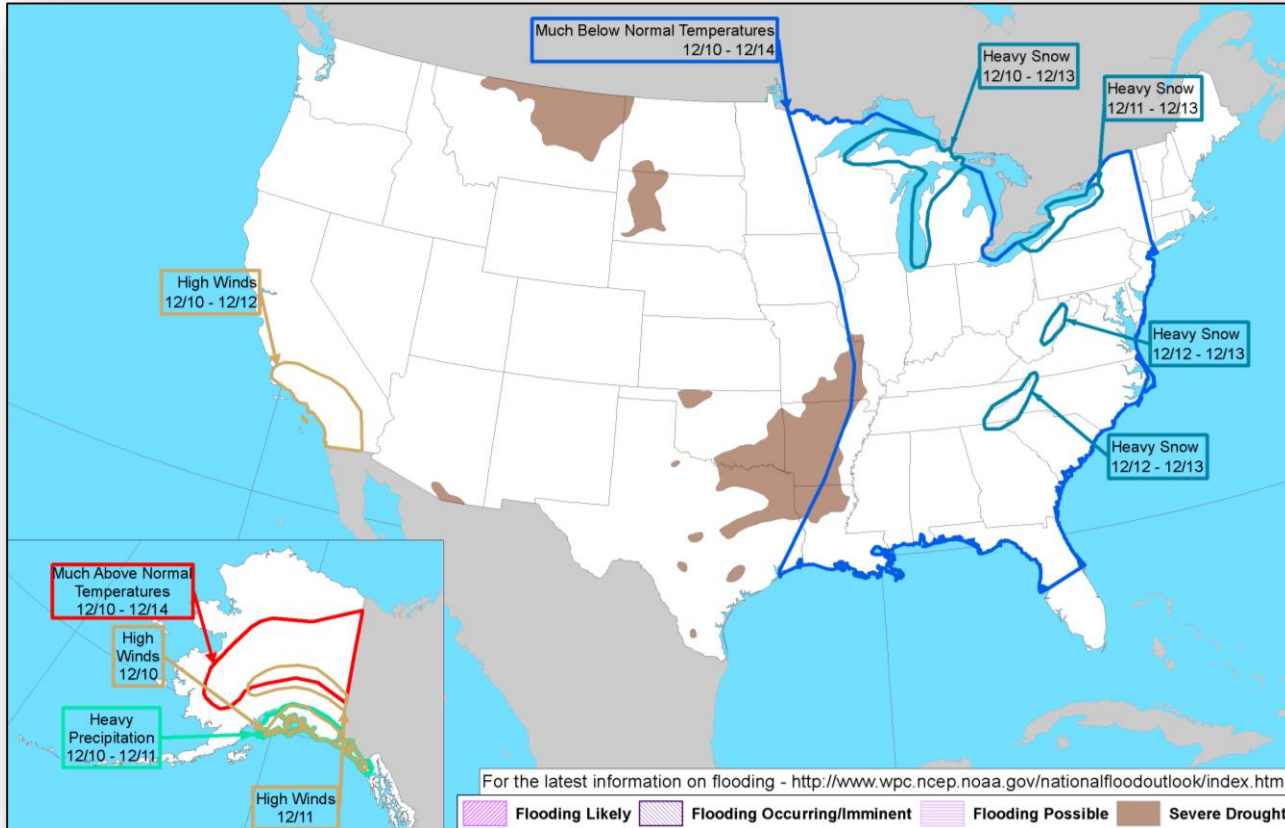 Much Below Normal Temperatures
12/10 - 12/14
Heavy Snow
12/10 - 12/13
Heavy Snow
12/11 - 12/13
High Winds
12/10 - 12/12
Heavy Snow
12/12 - 12/13
Heavy Snow
12/12 - 12/13
Much Above Normal
Temperatures
12/10 - 12/14
High
Winds
12/10
Heavy
Precipitation
12/10 - 12/11
High Winds
12/11
For the latest information on flooding - http://www.wpc.ncep.noaa.gov/nationalfloodoutlook/index.htm
Flooding Likely
Flooding Occurring/Imminent
Flooding Possible
Severe Drough